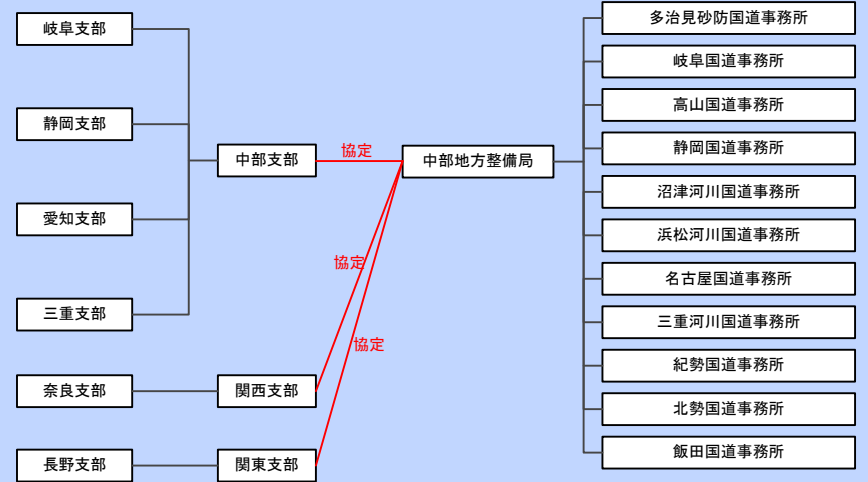 岐阜支部
静岡支部
愛知支部
三重支部
奈良支部
長野支部
中部支部
関西支部
関東支部
協定
協定
協定
中部地方整備局
多治見砂防国道事務所
岐阜国道事務所
高山国道事務所
静岡国道事務所
沼津河川国道事務所
浜松河川国道事務所
名古屋国道事務所
三重河川国道事務所
紀勢国道事務所
北勢国道事務所
飯田国道事務所